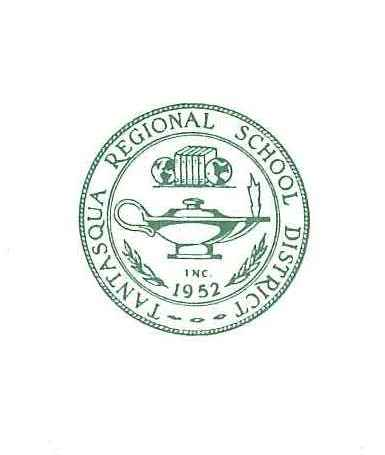 TANTASQUA REGIONAL SCHOOL DISTRICT
INC.
1952